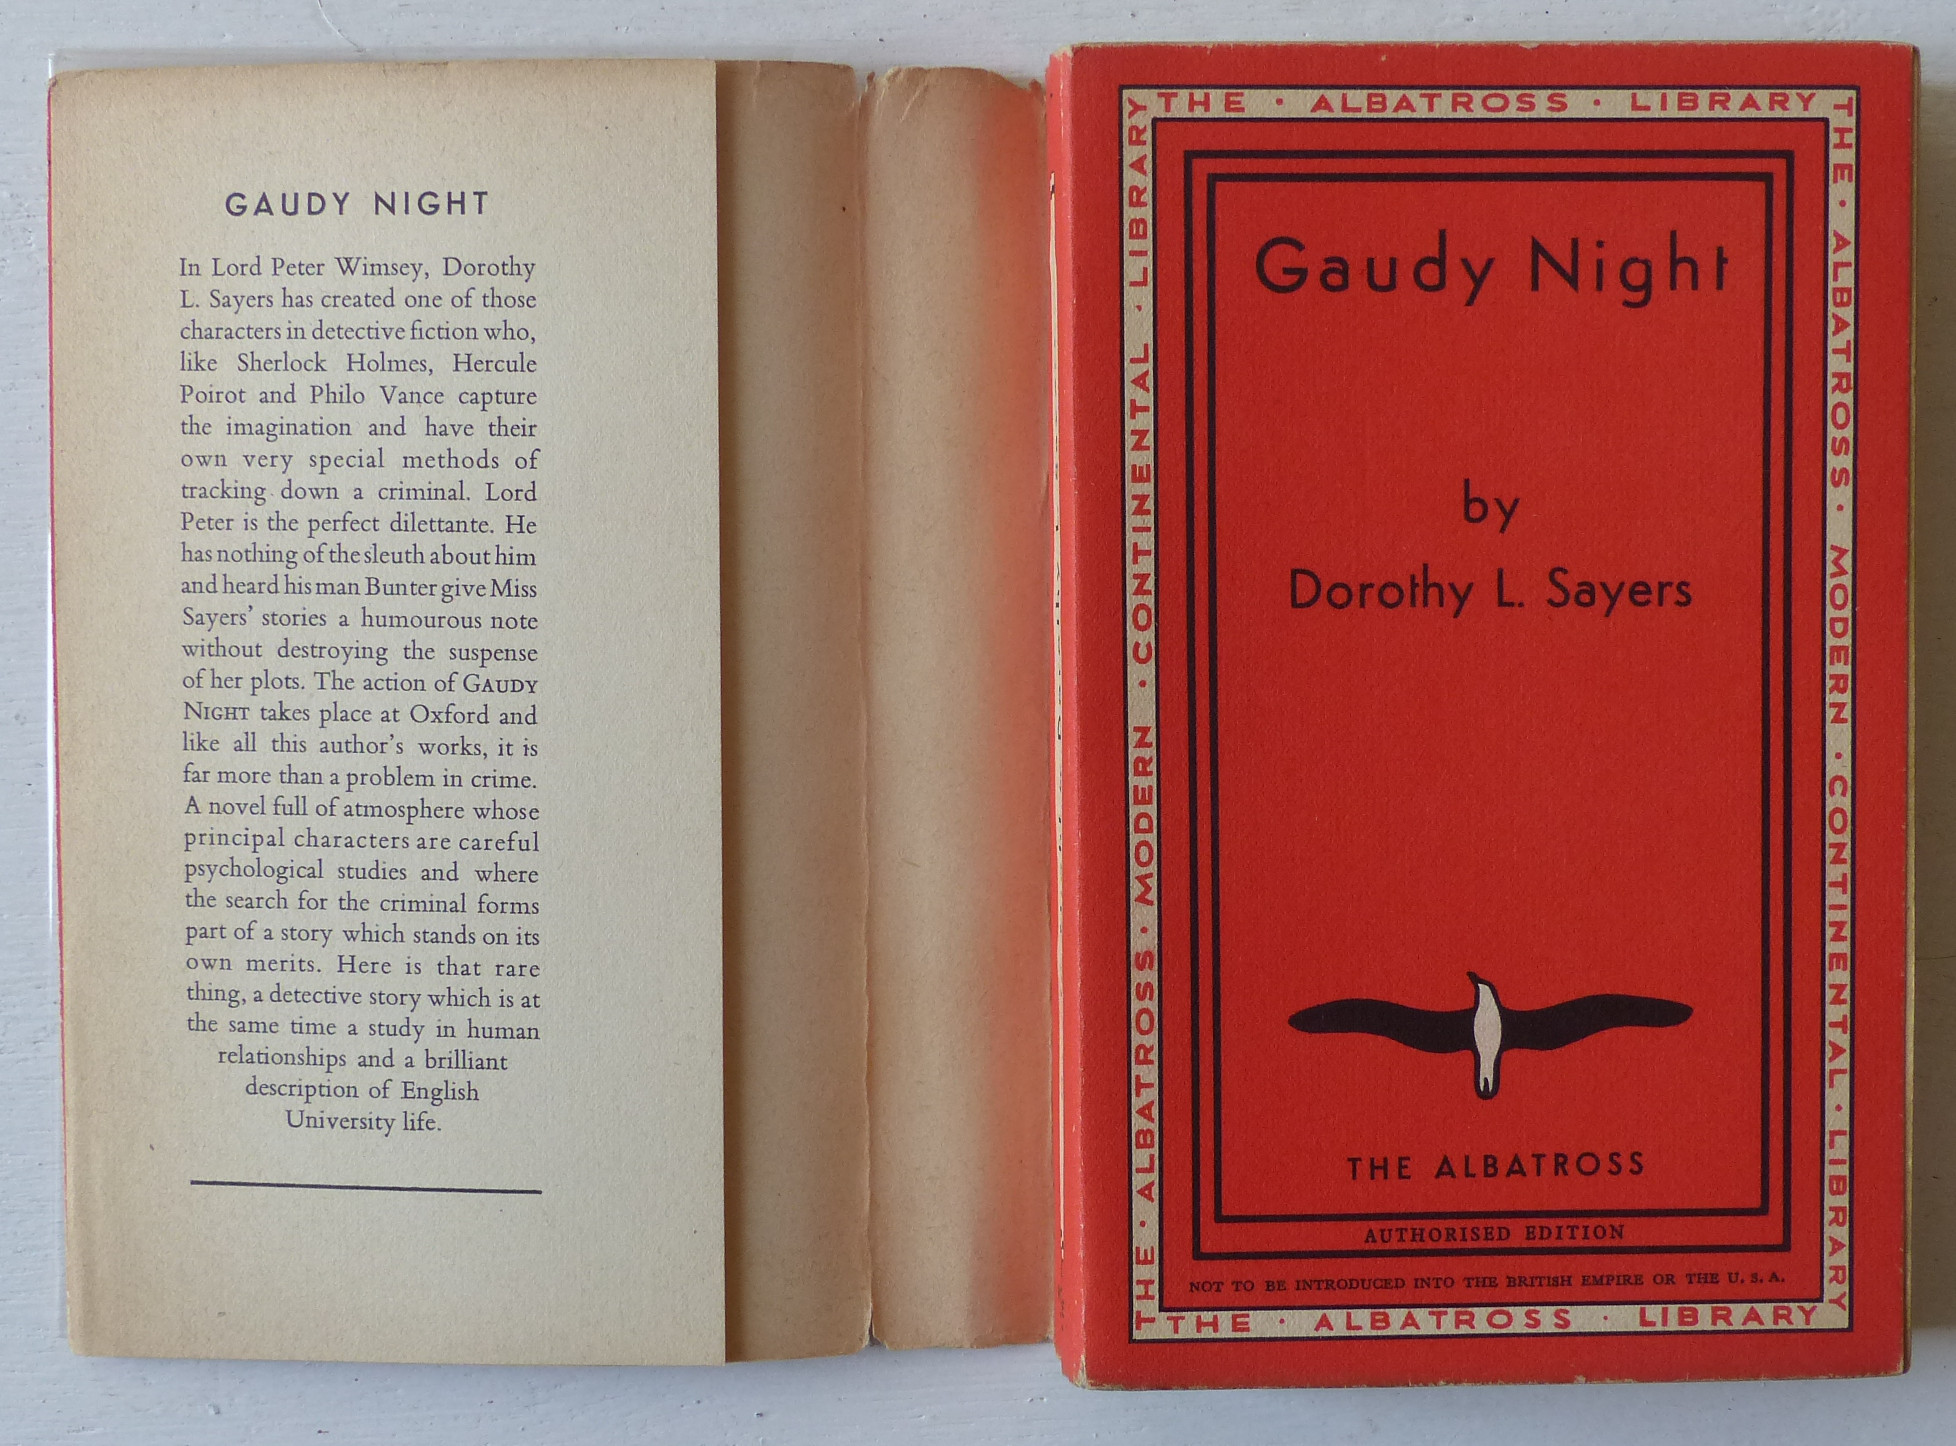 GAUDY NIGHT
In Lord Peter Wimsey, Dorothy
L. Sayers has created one of those
characters in detective fiction who,
like Sherlock Holmes, Hercule
Poirot and Philo Vance capture
the imagination and have their
own very special methods of
tracking down a criminal. Lord
Peter is the perfect dilettante. He
has nothing of the sleuth about him
and heard his man Bunter give Miss
Sayers' stories a humourous note
without destroying the suspense
of her plots. The action of GAUDY
NIGHT takes place at Oxford and
like all this author's works, it is
far more than a problem in crime.
A novel full of atmosphere whose
principal characters are careful
psychological studies and where
the search for the criminal forms
part of a story which stands on its
own merits. Here is that rare
thing, a detective story which is at
the same time a study in human
relationships and a brilliant
description of English
University life.
THE · ALBATROSS · LIBRARY
THE · ALBATROSS · MODERN · CONTINENTAL · LIBRARY
THE · ALBATROSS · MODERN · CONTINENTAL · LIBRARY
Gaudy Night
by
Dorothy L. Sayers
THE ALBATROSS
AUTHORISED EDITION
NOT TO BE INTRODUCED INTO THE BRITISH EMPIRE OR THE U. S. A.
THE · ALBATROSS · LIBRARY